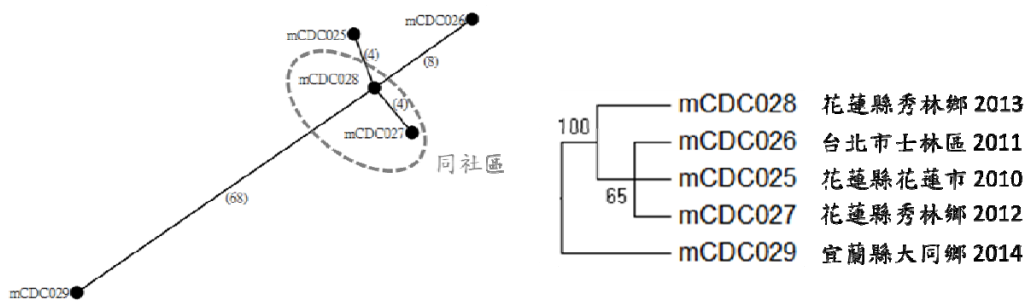 mCDC026
mCDC025
(4)
(8)
mCDC028
(4)
mCDC027
同社區
(68)
mCDC029
100
65
mCDC028 花蓮縣秀林鄉 2013
mCDC026 台北市士林區 2011
mCDC025 花蓮縣花蓮市 2010
mCDC027 花蓮縣秀林鄉 2012
mCDC029 宜蘭縣大同鄉 2014